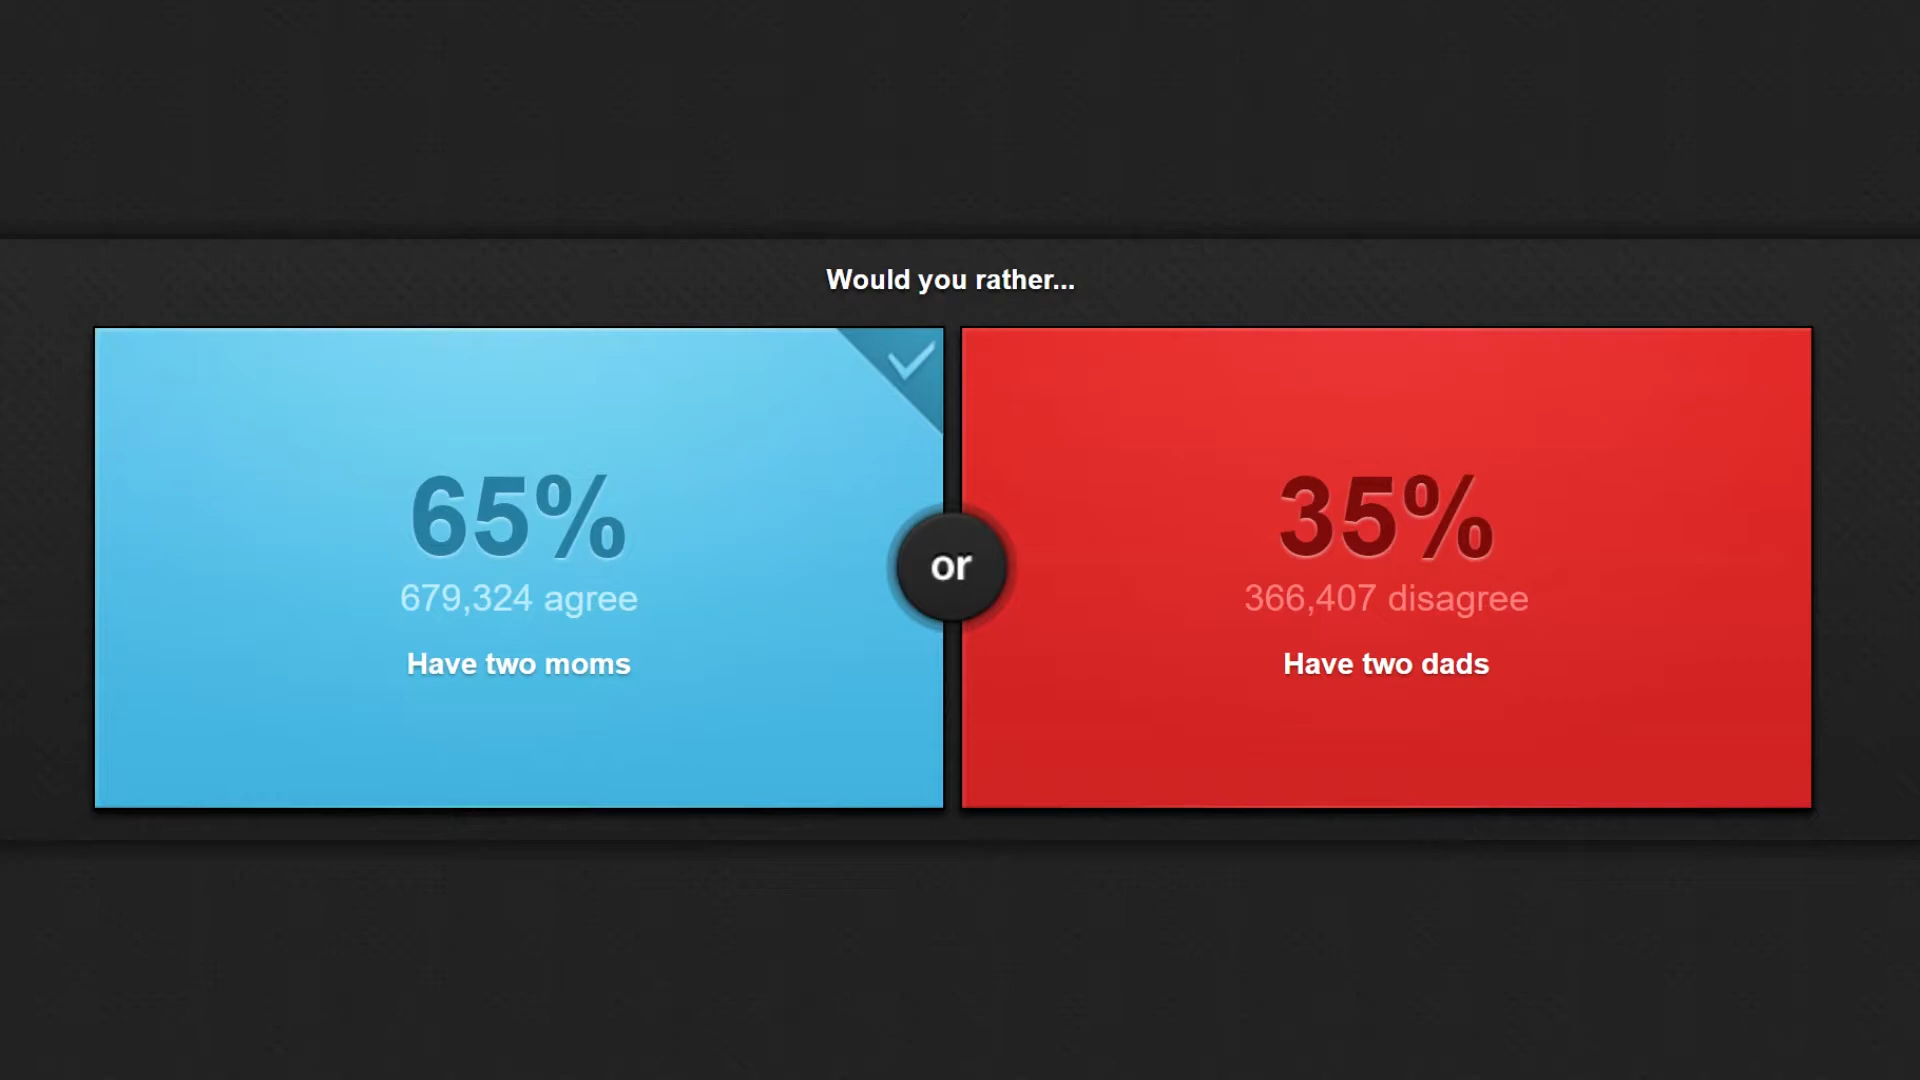 Would you rather...
65%
679,324 agree
Have two moms
or
35%
366,407 disagree
Have two dads